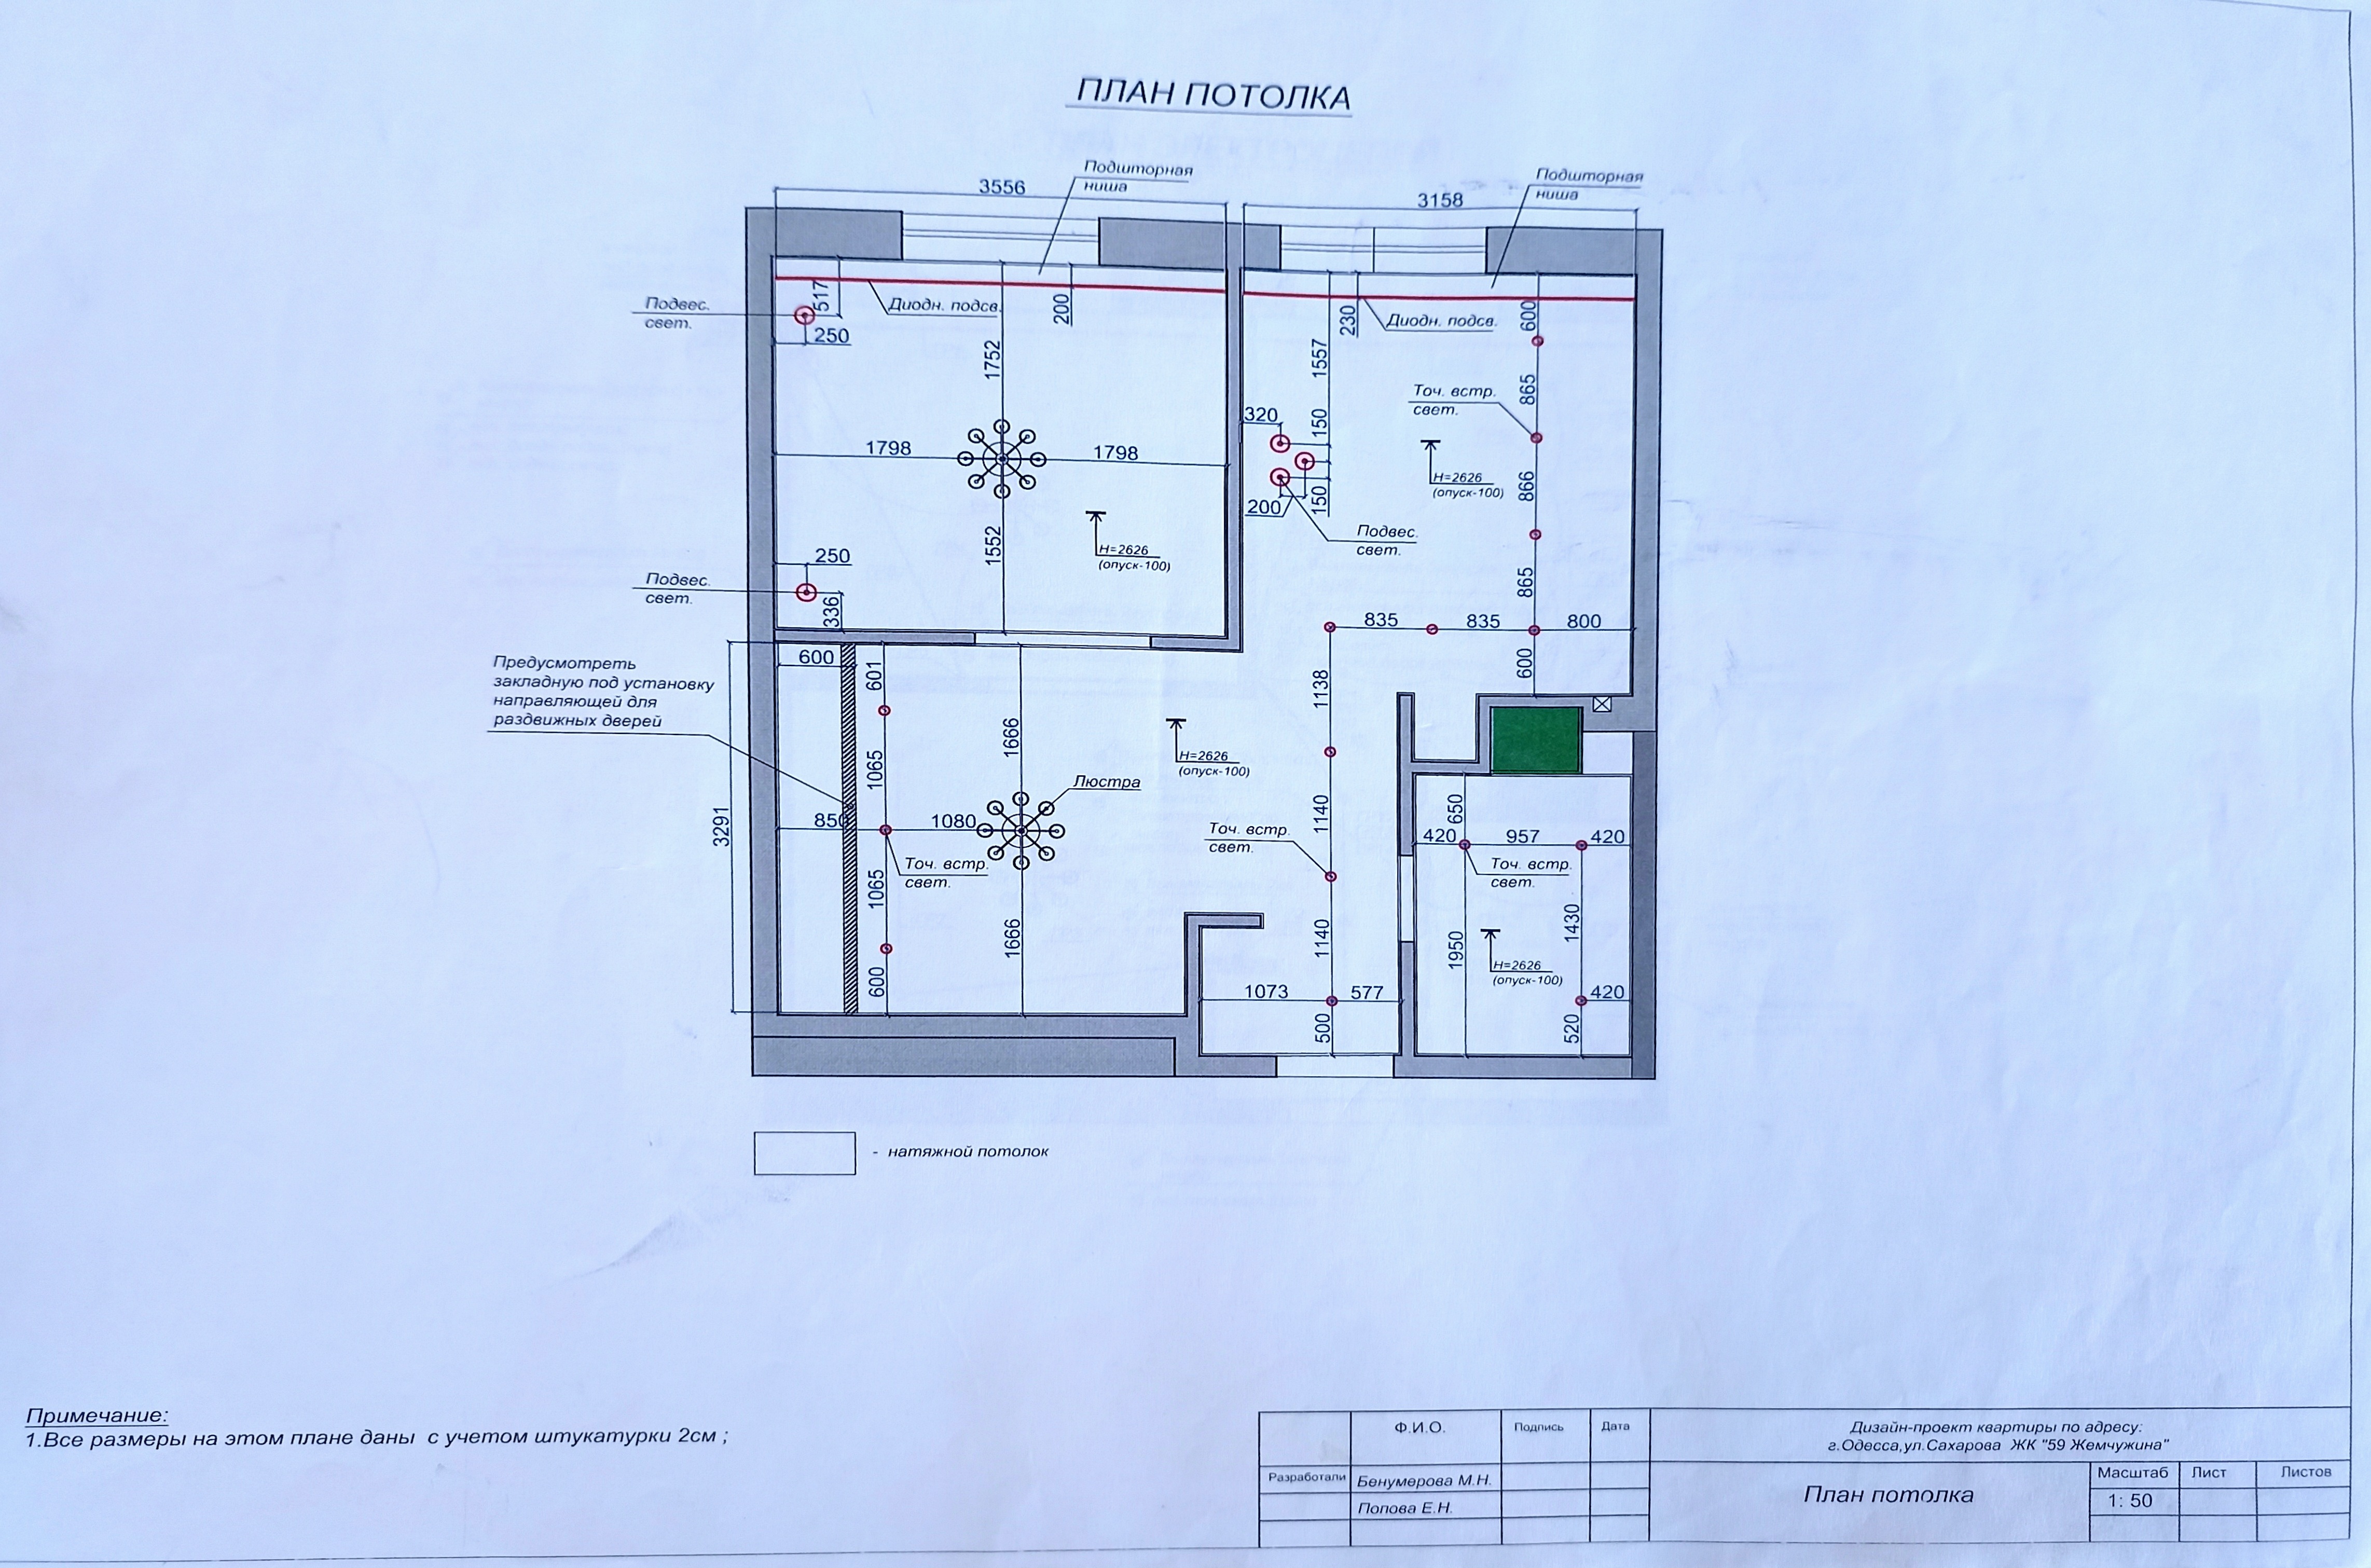 ПЛАН ПОТОЛКА
Подшторная
ниша
Подшторная
ниша
3556
3158
Подвес.
свет.
517
250
Диодн. подсв.
200
1752
1798
1798
1552
Н=2626
(опуск-100)
250
336
Подвес.
свет.
230
Диодн. подсв.
600
1557
150
320
150
200
Подвес.
свет.
Точ. встр.
свет.
865
866
865
Н=2626
(опуск-100)
835
835
800
600
1138
1140
1140
Предусмотреть
закладную под установку
направляющей для
раздвижных дверей
600
601
1065
1666
Н=2626
(опуск-100)
Люстра
3291
850
1080
Точ. встр.
свет.
1065
1666
600
Точ. встр.
свет.
650
420
957
420
Точ. встр.
свет.
1430
1950
Н=2626
(опуск-100)
420
520
1073
577
500
- натяжной потолок
Примечание:
1.Все размеры на этом плане даны с учетом штукатурки 2см ;
Ф.И.О.
Подпись
Дата
Разработали
Бенумерова М.Н.
Попова Е.Н.
Дизайн-проект квартиры по адресу:
г.Одесса,ул.Сахарова ЖК "59 Жемчужина"
План потолка
Масштаб
Лист
Листов
1: 50